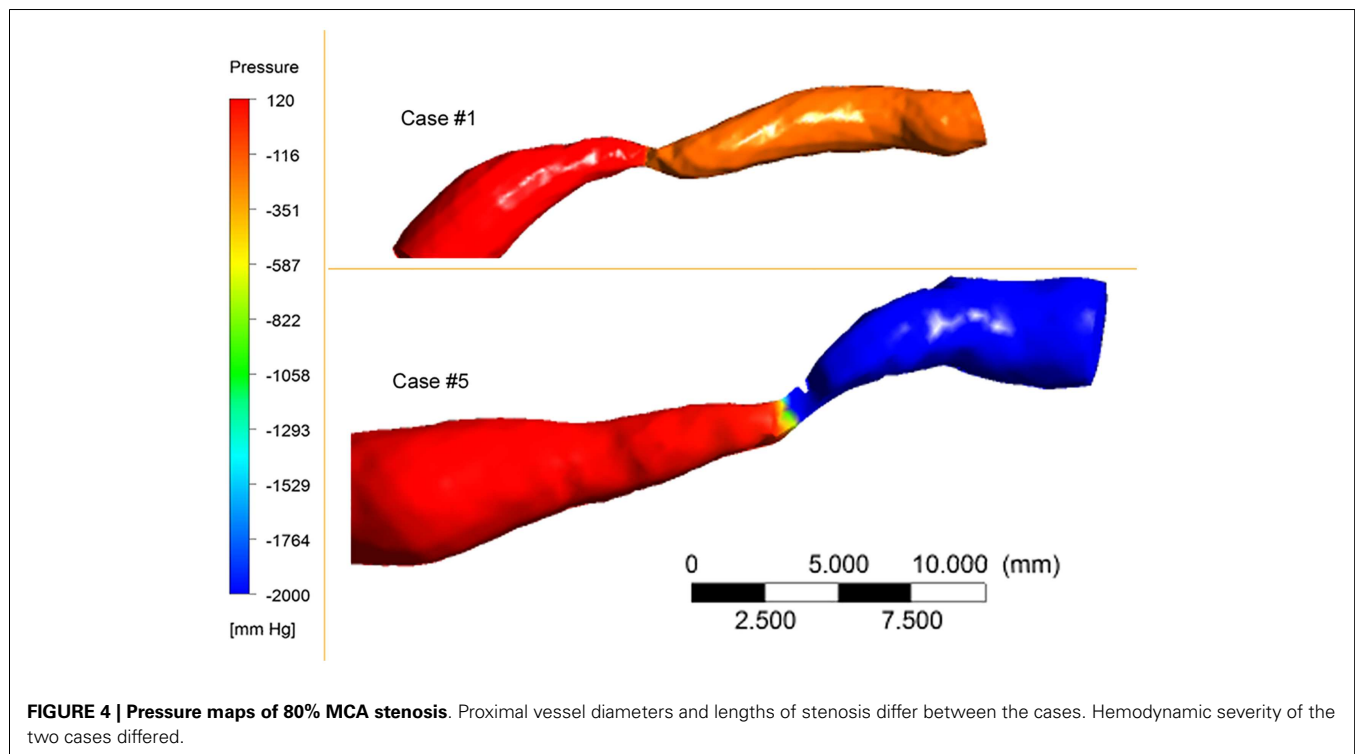 Pressure
120
-116
-351
-587
-822
-1058
-1293
-1529
-1764
-2000
[mm Hg]
Case #1
Case #5
0 5.000 10.000 (mm)
2.500 7.500
FIGURE 4 | Pressure maps of 80% MCA stenosis. Proximal vessel diameters and lengths of stenosis differ between the cases. Hemodynamic severity of the
two cases differed.